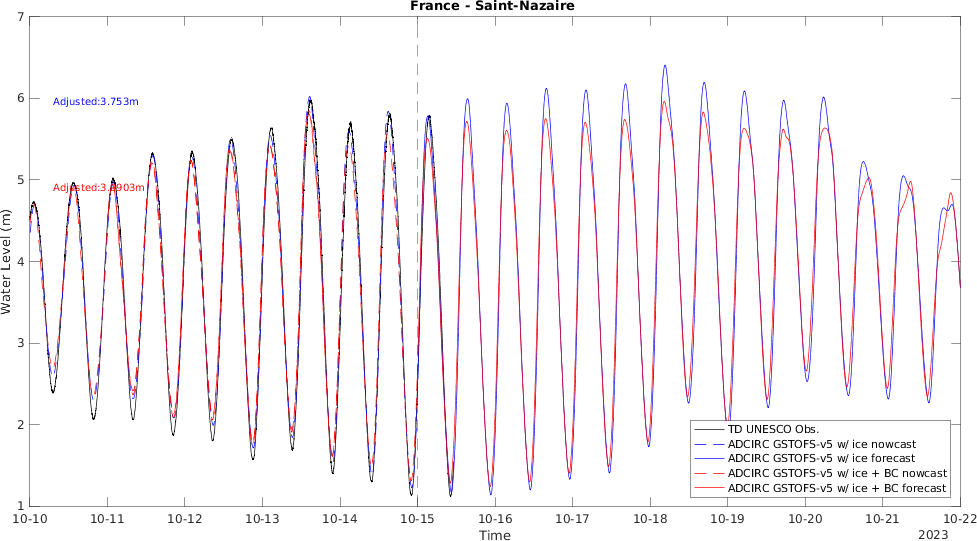 France - Saint-Nazaire
Water Level (m)
7
6
5
4
3
2
1
Adjusted:3.753m
Adjusted:3.6903m
TD UNESCO Obs.
ADCIRC GSTOFS-v5 w/ ice nowcast
ADCIRC GSTOFS-v5 w/ ice forecast
ADCIRC GSTOFS-v5 w/ ice + BC nowcast
ADCIRC GSTOFS-v5 w/ ice + BC forecast
10-10 10-11 10-12 10-13 10-14 10-15 10-16 10-17 10-18 10-19 10-20 10-21 10-22
Time
2023